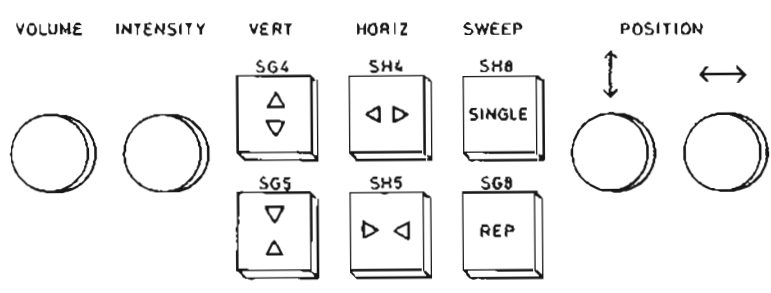 VOLUME INTENSITY VERT HORIZ SWEEP POSITION
SG4 SH4 SH8
SINGLE
SG5 SH5 SG8
REP